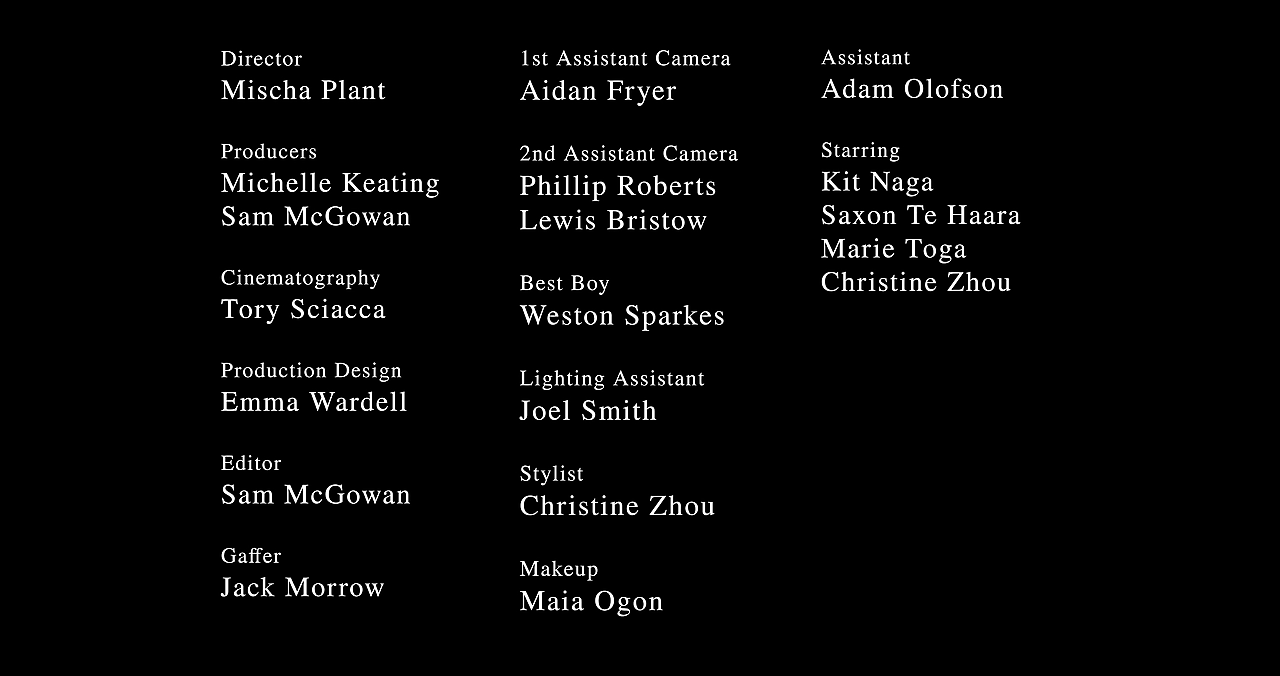 Director
Mischa Plant
Producers
Michelle Keating
Sam McGowan
Cinematography
Tory Sciacca
Production Design
Emma Wardell
Editor
Sam McGowan
Gaffer
Jack Morrow
1st Assistant Camera
Aidan Fryer
2nd Assistant Camera
Phillip Roberts
Lewis Bristow
Best Boy
Weston Sparkes
Lighting Assistant
Joel Smith
Stylist
Christine Zhou
Makeup
Maia Ogon
Assistant
Adam Olofson
Starring
Kit Naga
Saxon Te Haara
Marie Toga
Christine Zhou